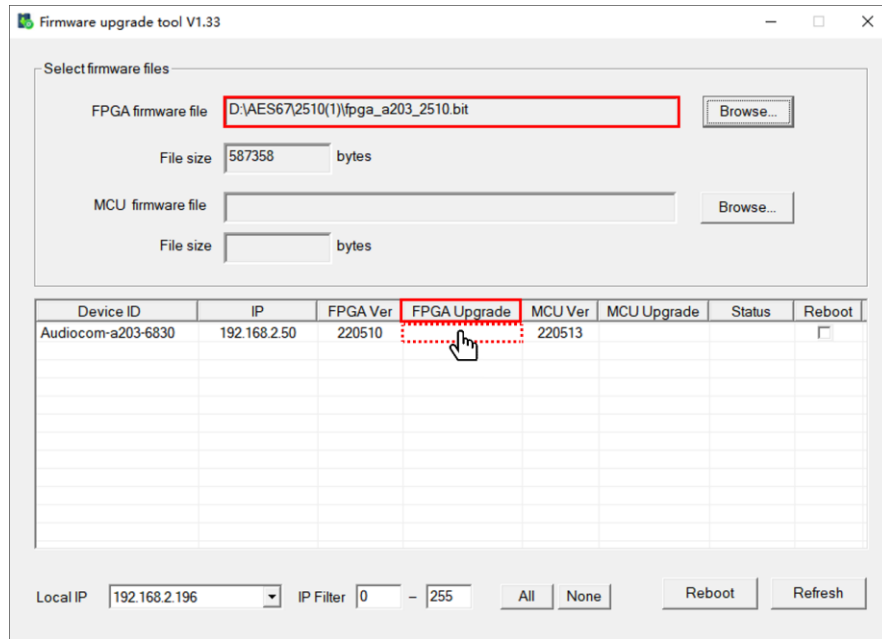 Firmware upgrade tool V1.33
Select firmware files
FPGA firmware file D:\AES67\2510(1)\fpga_a203_2510.bit Browse...
File size 587358 bytes
MCU firmware file Browse...
File size bytes
Device ID IP FPGA Ver FPGA Upgrade MCU Ver MCU Upgrade Status Reboot
Audiocom-a203-6830 192.168.2.50 220510 220513
Local IP 192.168.2.196 IP Filter 0 – 255 All None Reboot Refresh